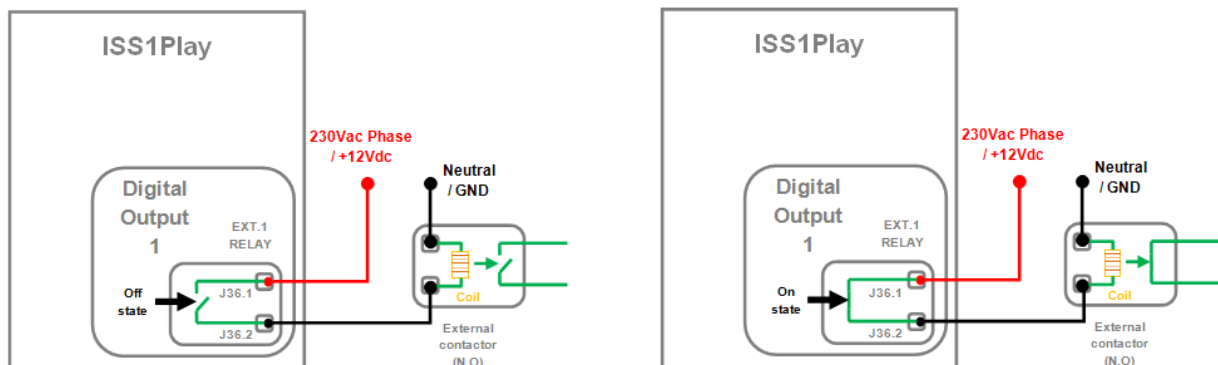 ISS1Play
230Vac Phase
/ +12Vdc
Neutral
/ GND
Digital
Output
1
EXT.1
RELAY
J36.1
Off
state
J36.2
Coil
External
contactor
(N.O)
ISS1Play
230Vac Phase
/ +12Vdc
Neutral
/ GND
Digital
Output
1
EXT.1
RELAY
J36.1
On
state
J36.2
Coil
External
contactor
(N.O)